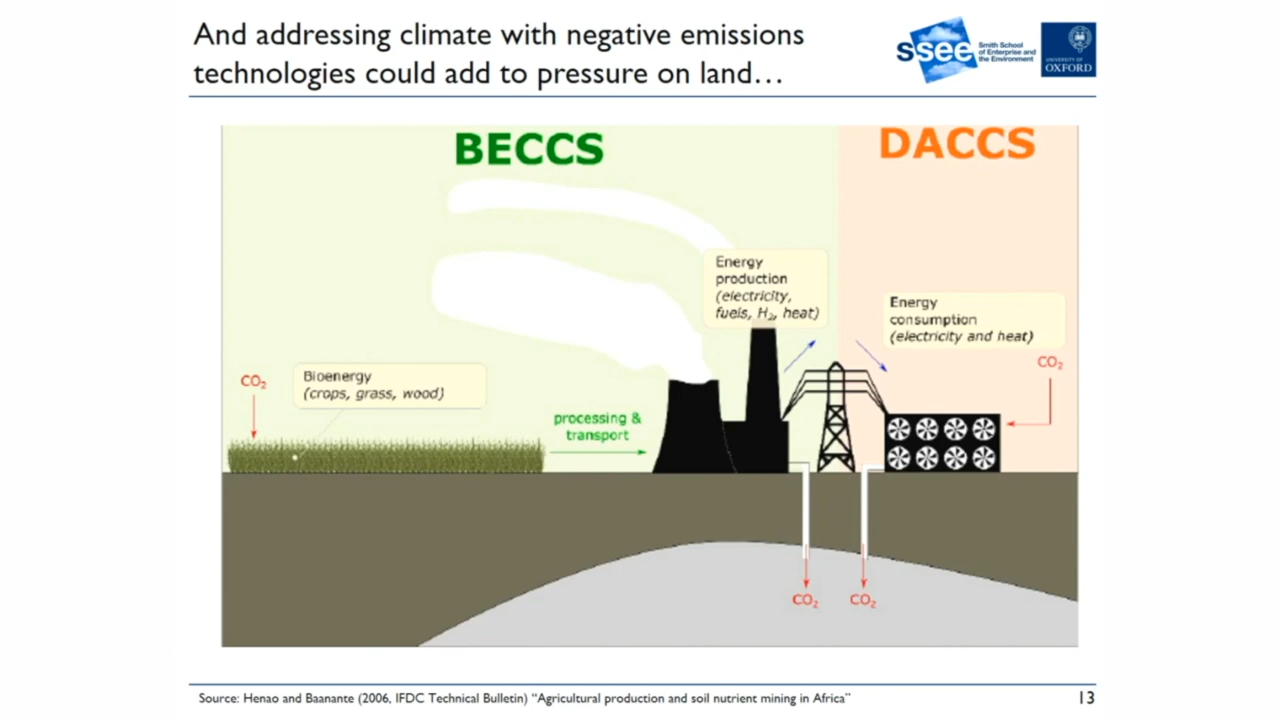 And addressing climate with negative emissions
technologies could add to pressure on land...
ssee
Smith School
of Enterprise and
the Environment
UNIVERSITY OF
OXFORD
BECCS
DACCS
Energy
production
(electricity,
fuels, H₂, heat)
Energy
consumption
(electricity and heat)
CO₂
CO₂
Bioenergy
(crops, grass, wood)
processing &
transport
CO₂
CO₂
Source: Henao and Baanante (2006, IFDC Technical Bulletin) “Agricultural production and soil nutrient mining in Africa”
13